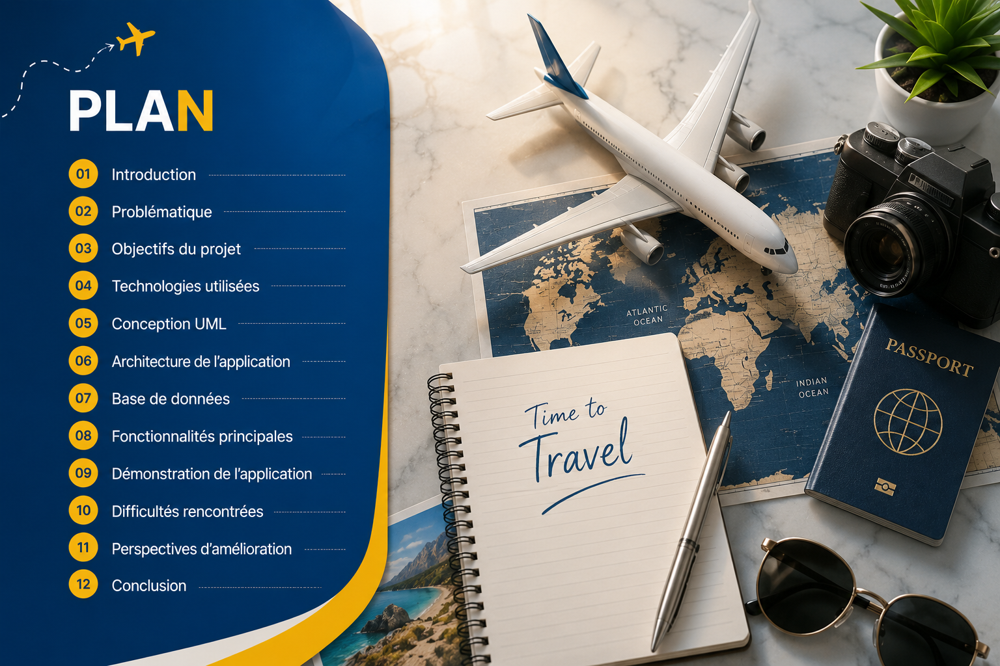 PLAN
01 Introduction
02 Problématique
03 Objectifs du projet
04 Technologies utilisées
05 Conception UML
06 Architecture de l'application
07 Base de données
08 Fonctionnalités principales
09 Démonstration de l'application
10 Difficultés rencontrées
11 Perspectives d'amélioration
12 Conclusion
ATLANTIC
OCEAN
INDIAN
OCEAN
PASSPORT
Time to
Travel